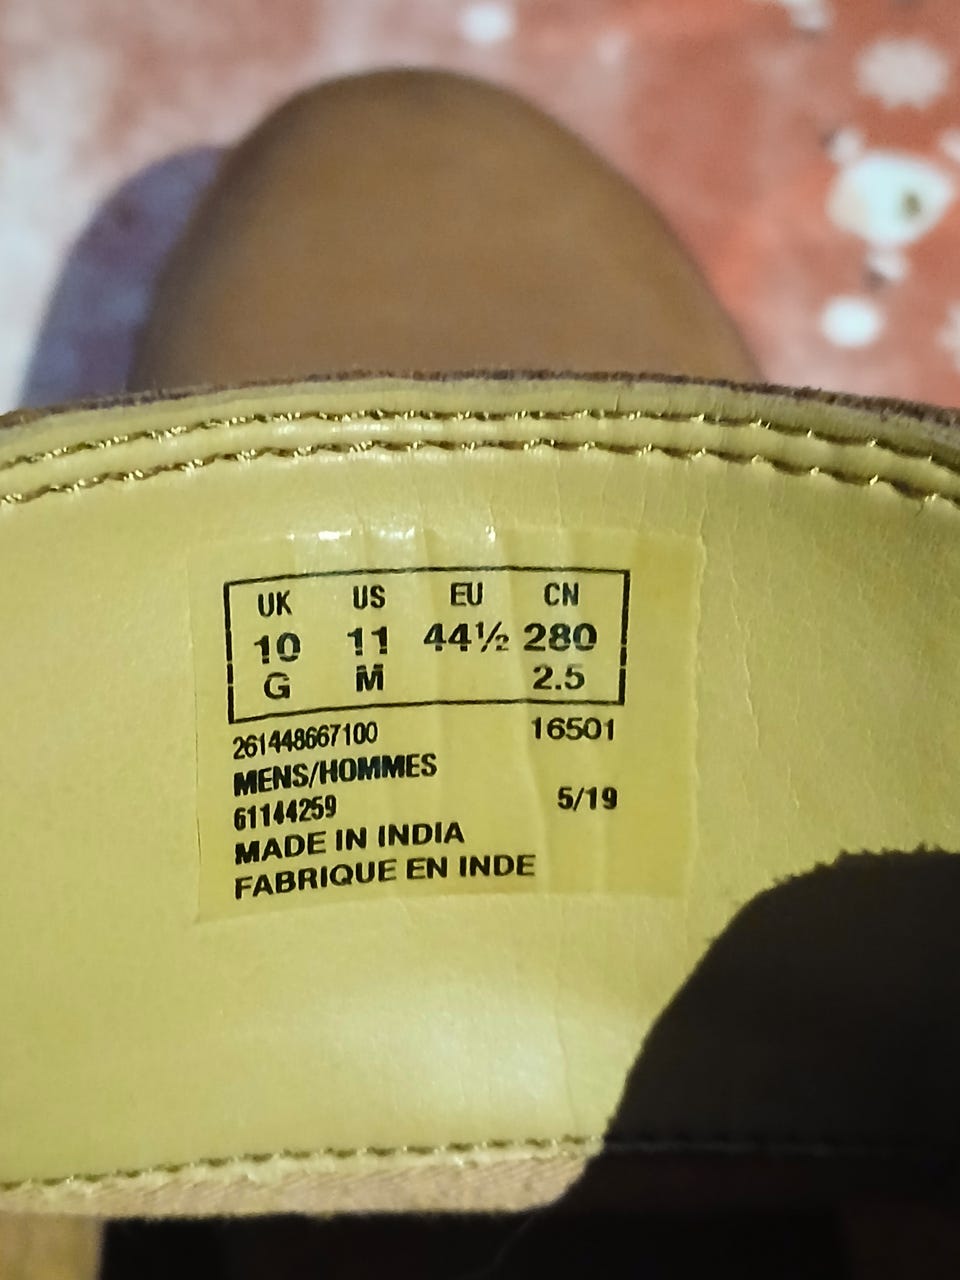 UK US EU CN
10 11 44½ 280
G M 2.5
261448667100 16501
MENS/HOMMES
61144259 5/19
MADE IN INDIA
FABRIQUE EN INDE